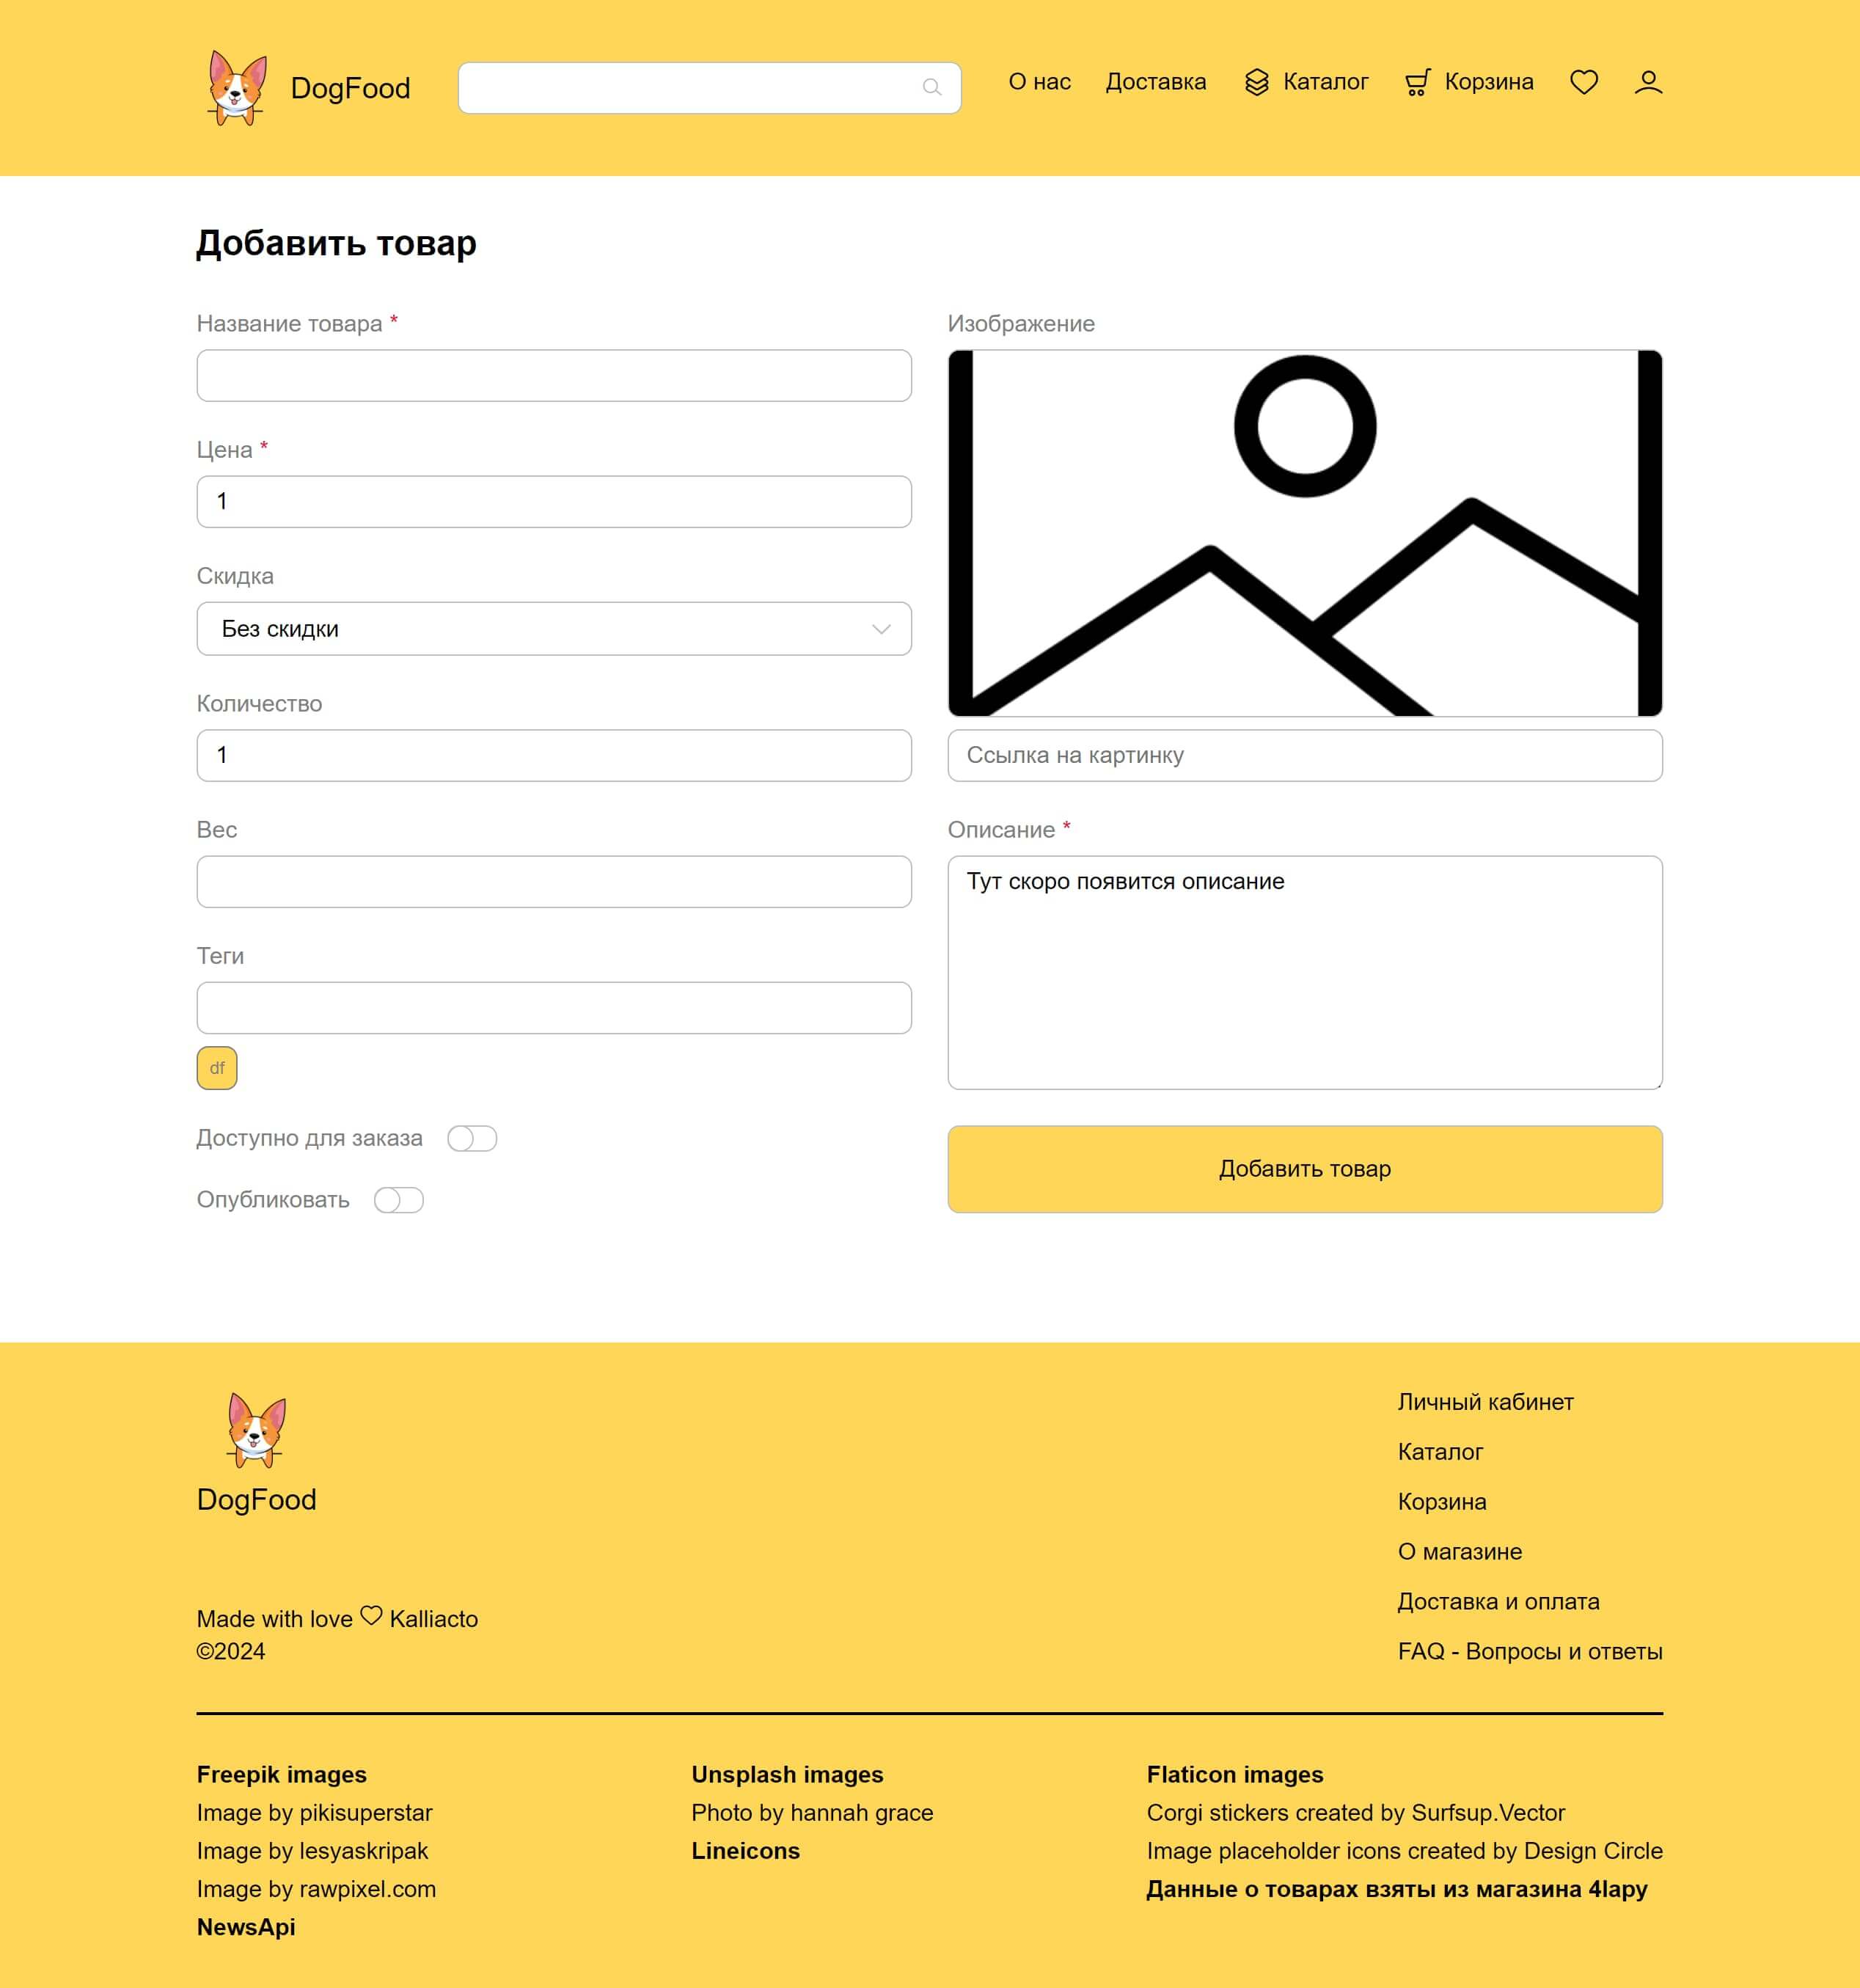 DogFood
О нас
Доставка
Каталог
Корзина
Добавить товар
Название товара *
Цена *
1
Скидка
Без скидки
Количество
1
Вес
Теги
df
Доступно для заказа
Опубликовать
Изображение
Ссылка на картинку
Описание *
Тут скоро появится описание
Добавить товар
DogFood
Made with love Kalliacto
©2024
Личный кабинет
Каталог
Корзина
О магазине
Доставка и оплата
FAQ - Вопросы и ответы
Freepik images
Image by pikisuperstar
Image by lesyaskripak
Image by rawpixel.com
NewsApi
Unsplash images
Photo by hannah grace
Lineicons
Flaticon images
Corgi stickers created by Surfsup.Vector
Image placeholder icons created by Design Circle
Данные о товарах взяты из магазина 4lapy